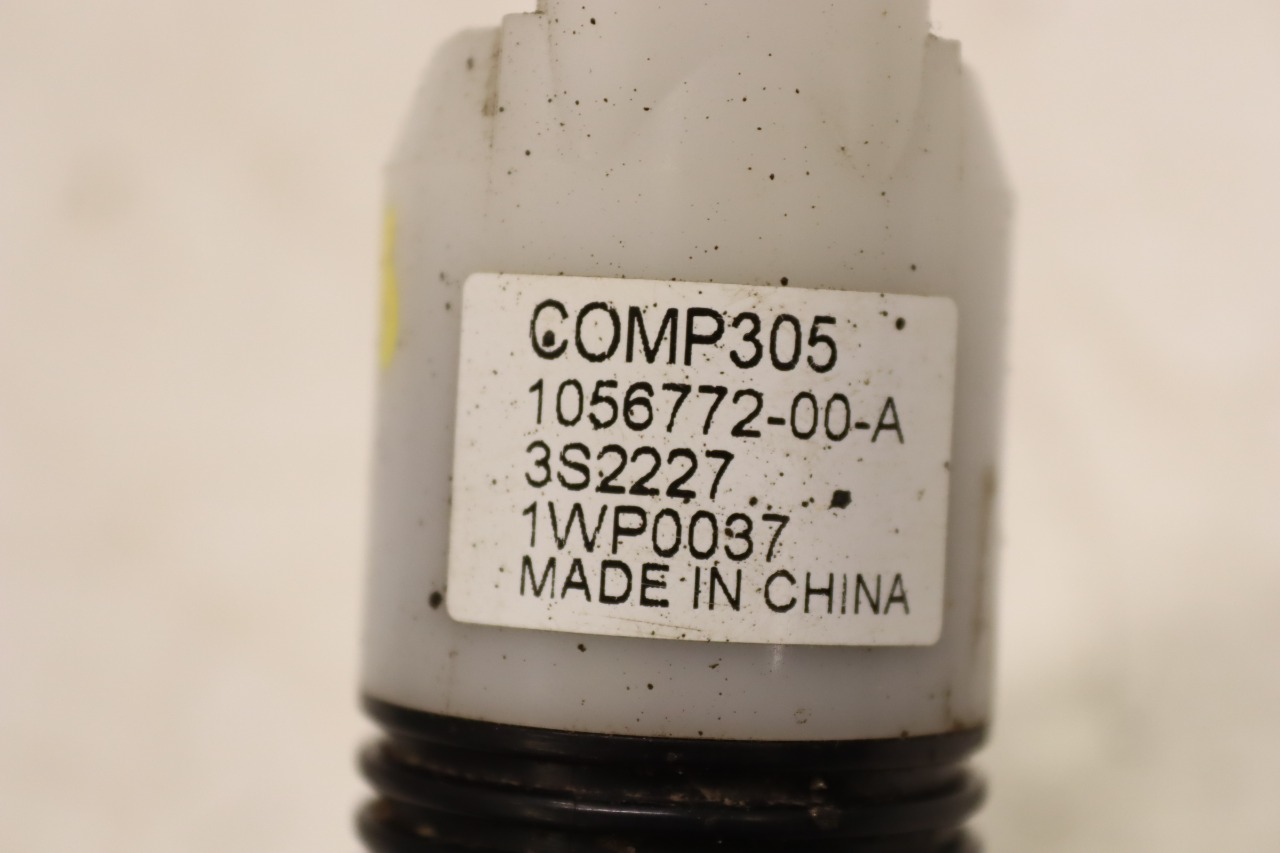 COMP305
1056772-00-A
3S2227
1WP0037
MADE IN CHINA